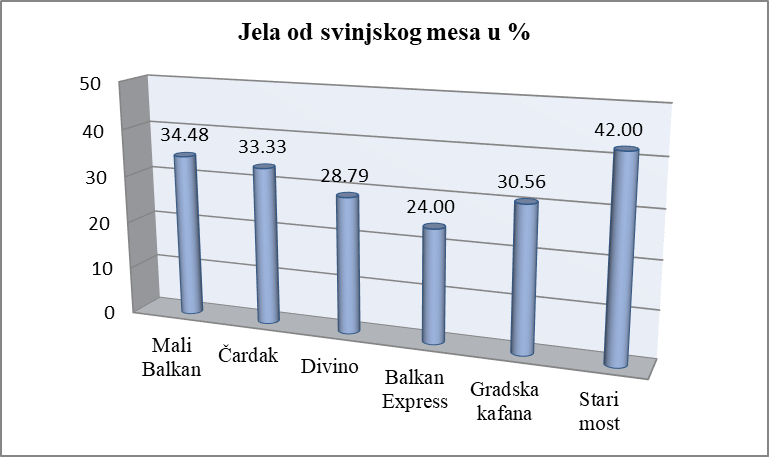 Jela od svinjskog mesa u %
50
40
30
20
10
0
34.48
33.33
28.79
24.00
30.56
42.00
Mali
Balkan
Čardak
Divino
Balkan
Express
Gradska
kafana
Stari
most